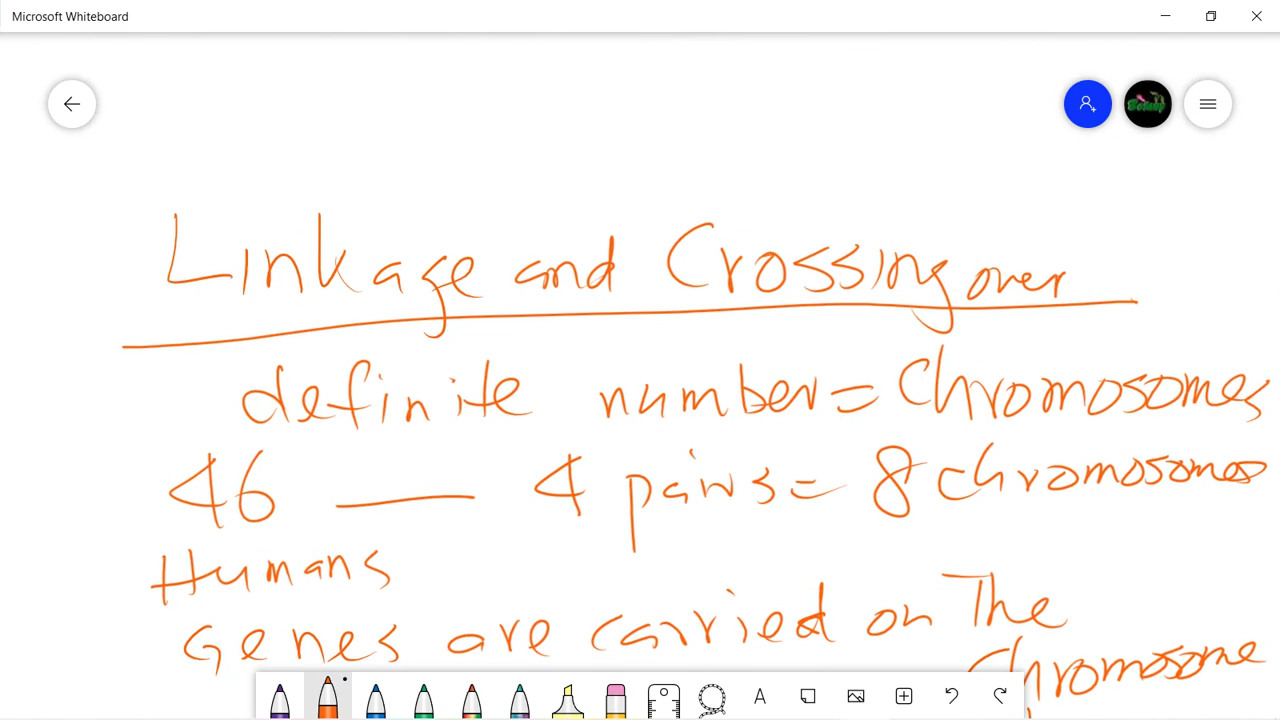 Microsoft Whiteboard
Botany
Linkage and Crossing over
definite number = Chromosomes
46 — 4 pairs = 8 chromosomes
Humans
Genes are carried on The
Chromosome
A